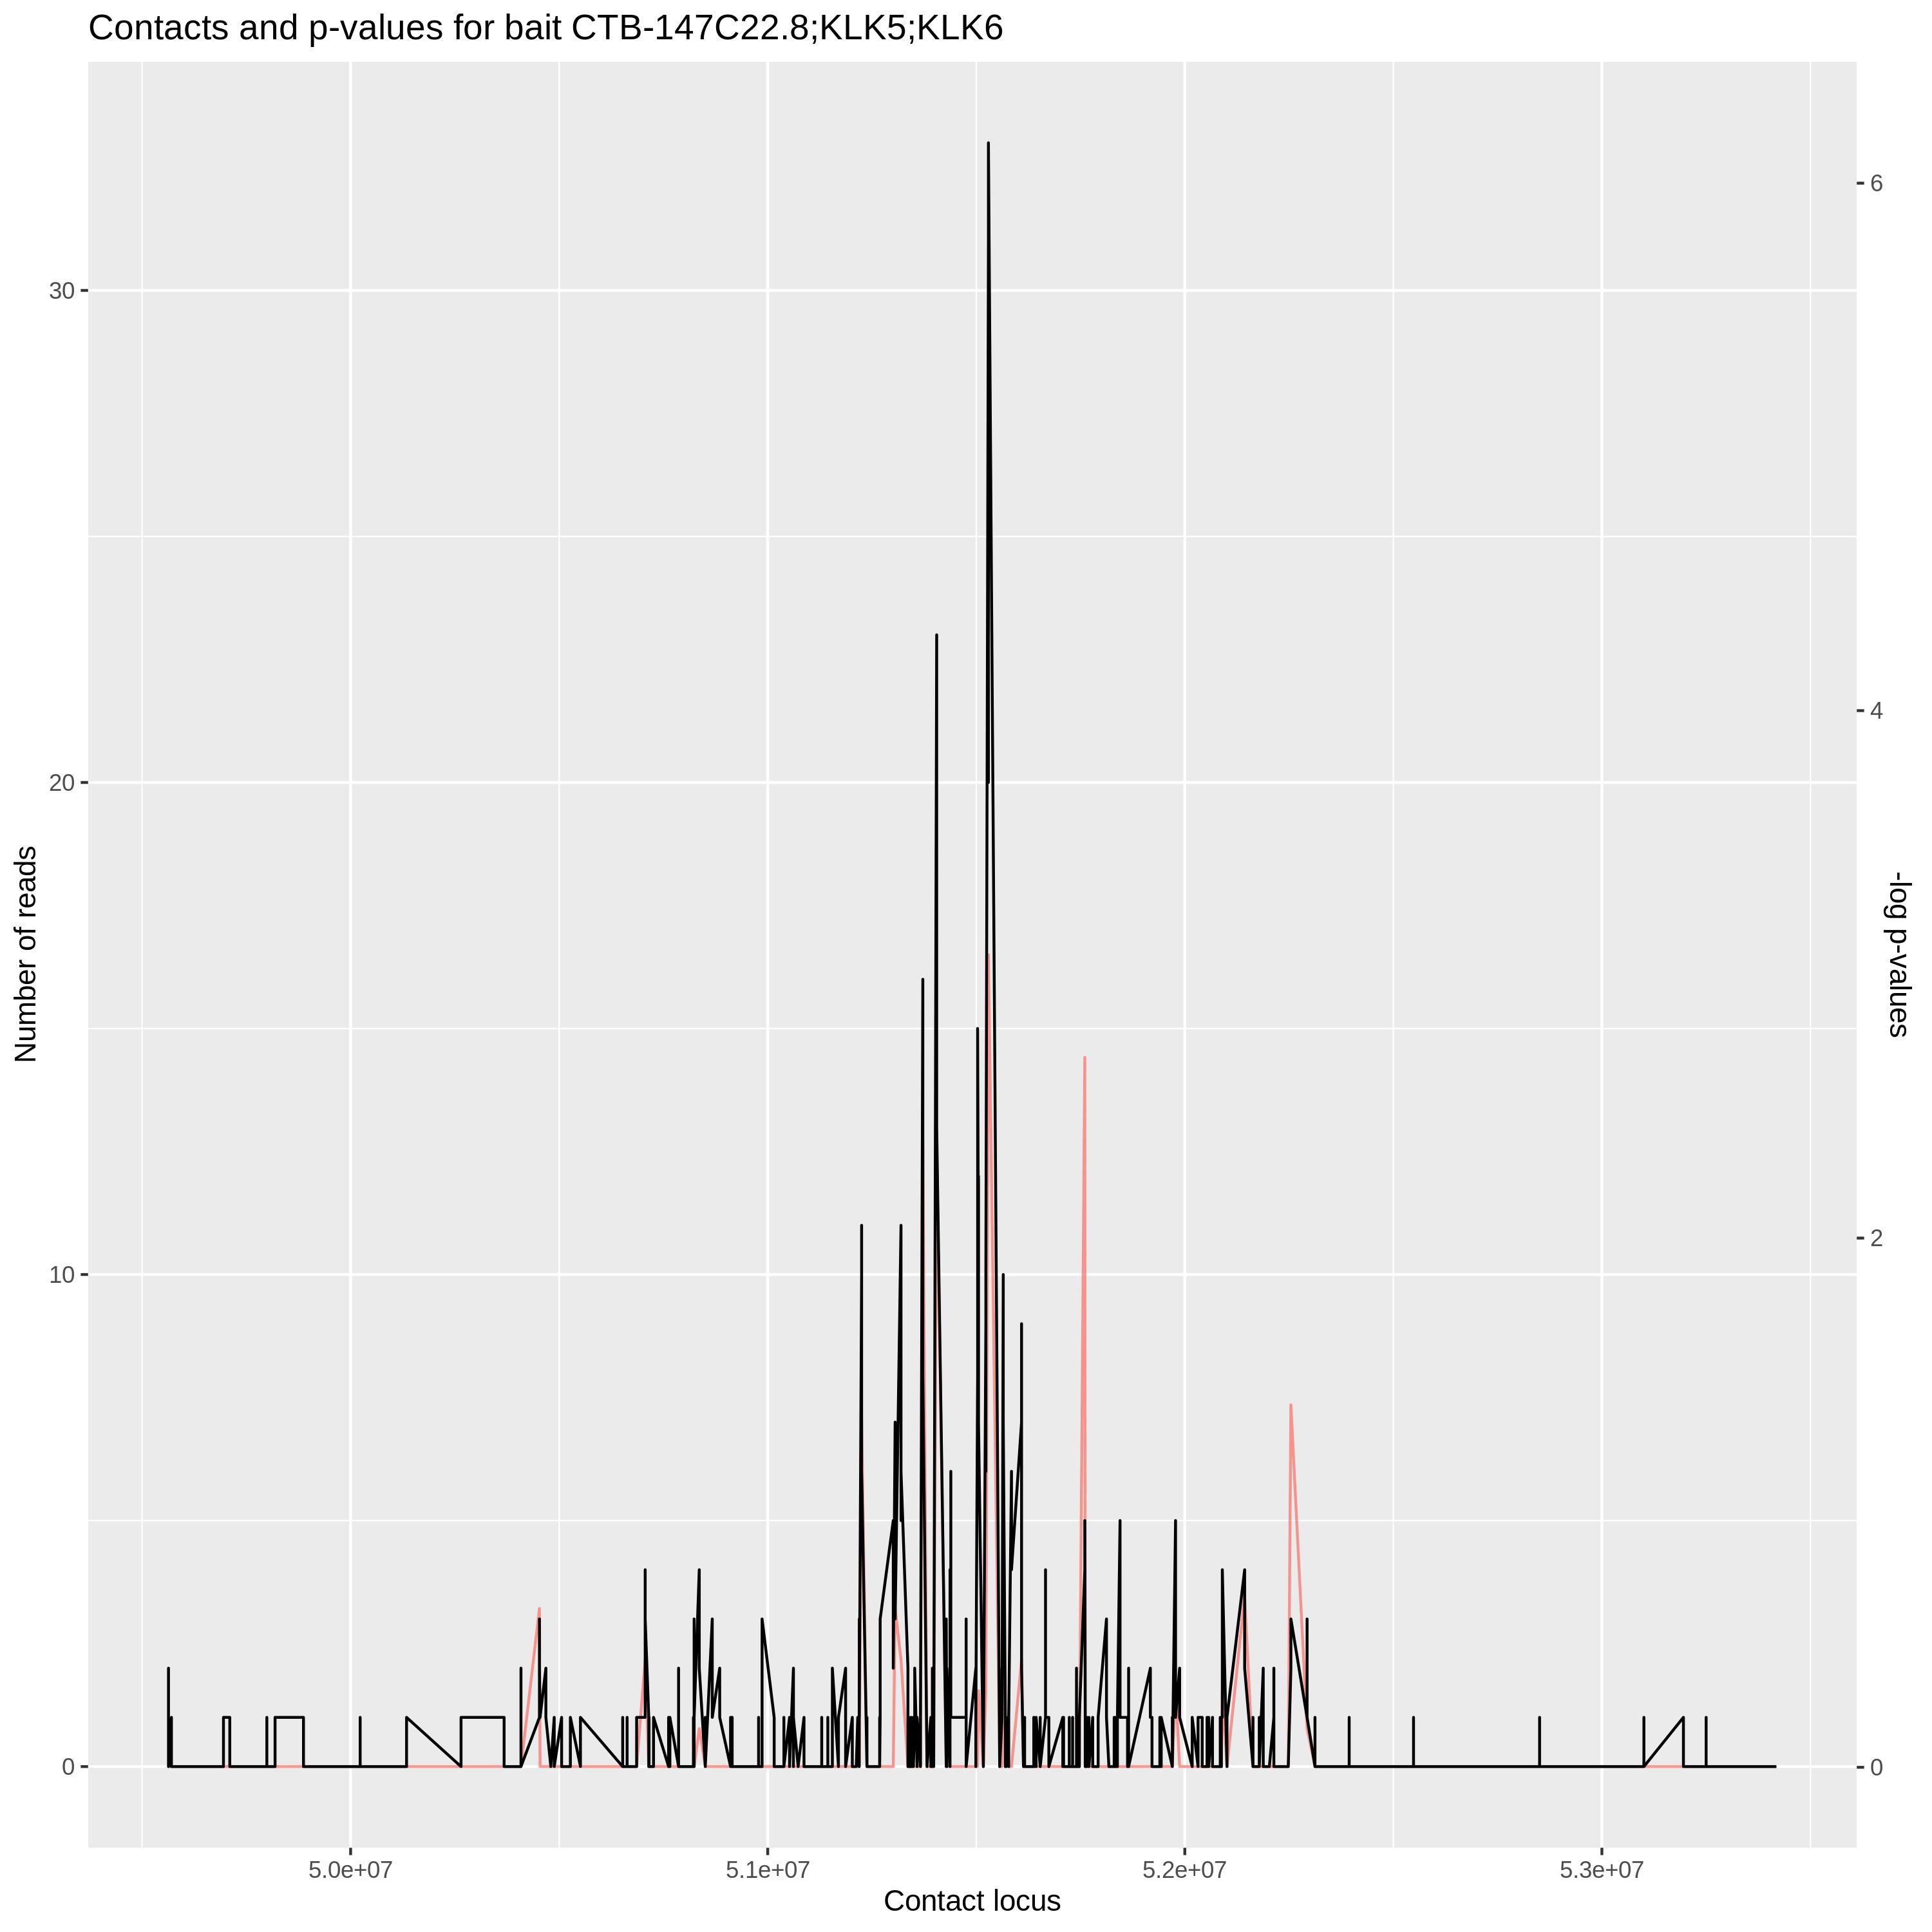 Contacts and p-values for bait CTB-147C22.8;KLK5;KLK6
Number of reads
30
20
10
0
6
4
2
0
-log p-values
5.0e+07
5.1e+07
5.2e+07
5.3e+07
Contact locus